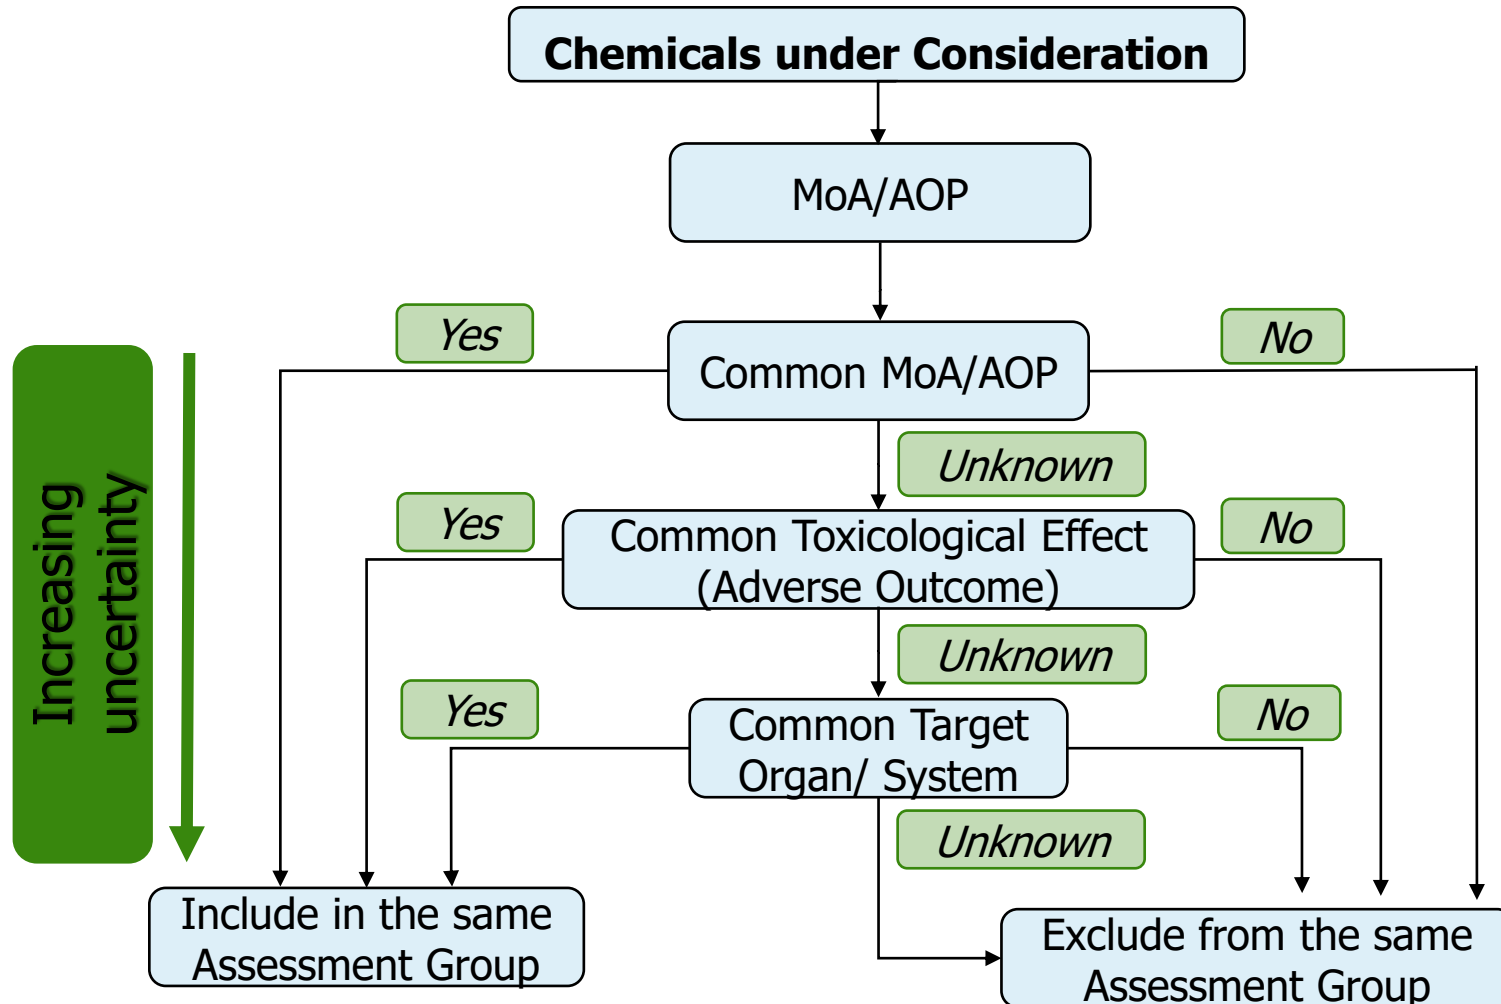 Chemicals under Consideration
MoA/AOP
Yes
Common MoA/AOP
No
Unknown
Increasing
uncertainty
Yes
Common Toxicological Effect
(Adverse Outcome)
No
Unknown
Yes
Common Target
Organ/ System
No
Unknown
Include in the same
Assessment Group
Exclude from the same
Assessment Group